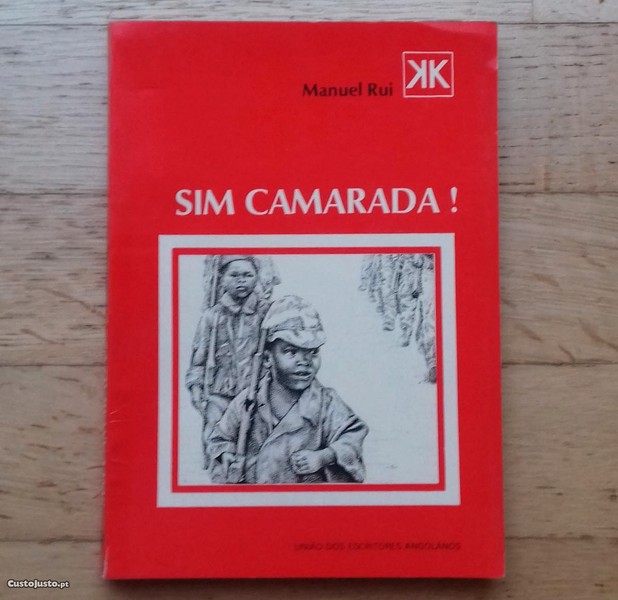 Manuel Rui
KK
SIM CAMARADA !
UNIÃO DOS ESCRITORES ANGOLANOS
CustoJusto.pt